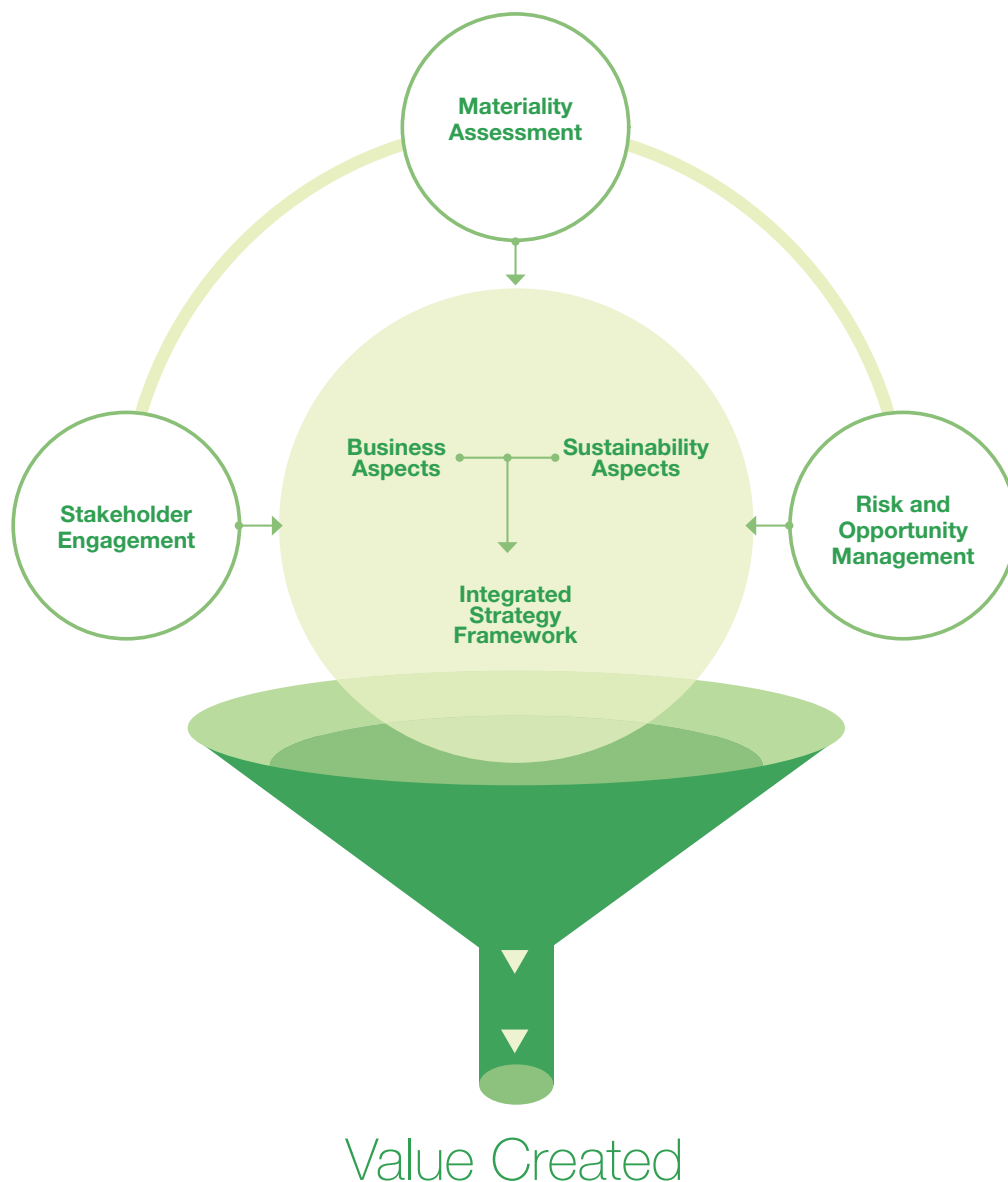 Materiality
Assessment
Business
Aspects
Sustainability
Aspects
Stakeholder
Engagement
Risk and
Opportunity
Management
Integrated
Strategy
Framework
Value Created